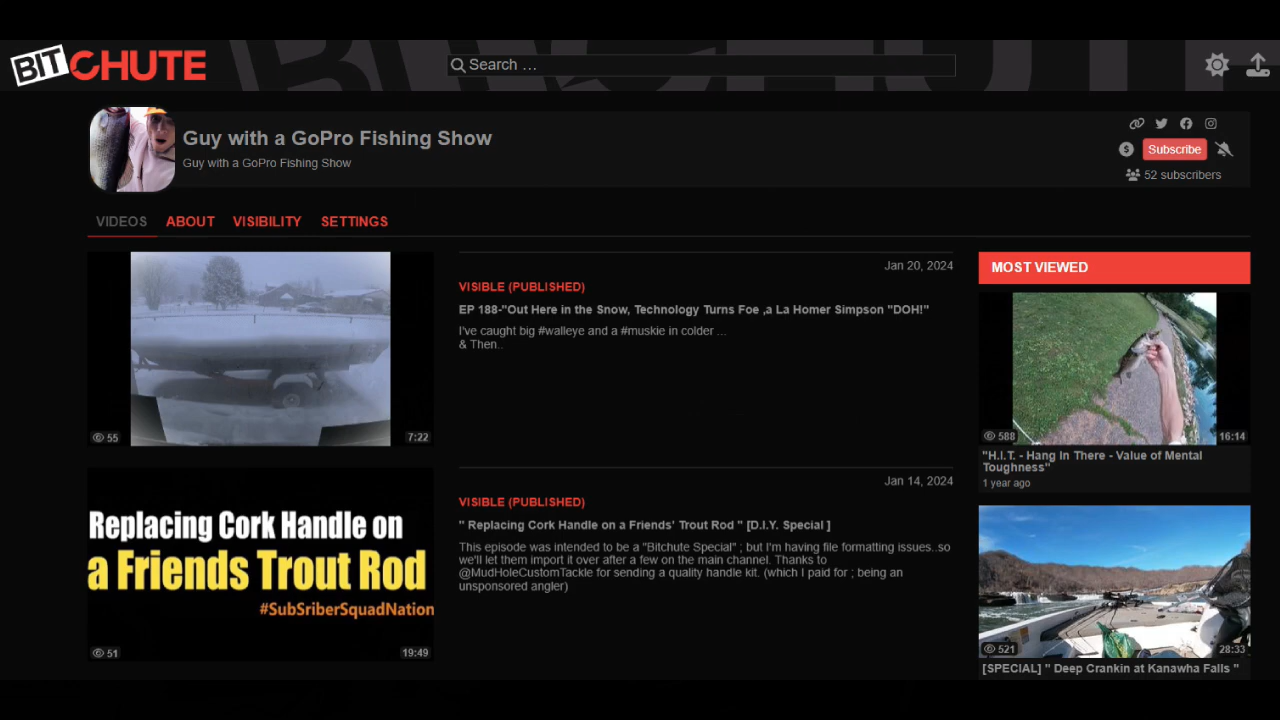 BITCHUTE
Search …
Guy with a GoPro Fishing Show
Guy with a GoPro Fishing Show
Subscribe
52 subscribers
VIDEOS ABOUT VISIBILITY SETTINGS
55
7:22
Jan 20, 2024
VISIBLE (PUBLISHED)
EP 188-"Out Here in the Snow, Technology Turns Foe ,a La Homer Simpson "DOH!"
I've caught big #walleye and a #muskie in colder ...
& Then..
Replacing Cork Handle on
a Friends Trout Rod
#SubSriberSquadNation
51
19:49
Jan 14, 2024
VISIBLE (PUBLISHED)
" Replacing Cork Handle on a Friends' Trout Rod " [D.I.Y. Special ]
This episode was intended to be a "Bitchute Special" ; but I'm having file formatting issues..so
we'll let them import it over after a few on the main channel. Thanks to
@MudHoleCustomTackle for sending a quality handle kit. (which I paid for ; being an
unsponsored angler)
MOST VIEWED
588
16:14
"H.I.T. - Hang In There - Value of Mental
Toughness"
1 year ago
521
28:33
[SPECIAL] " Deep Crankin at Kanawha Falls "